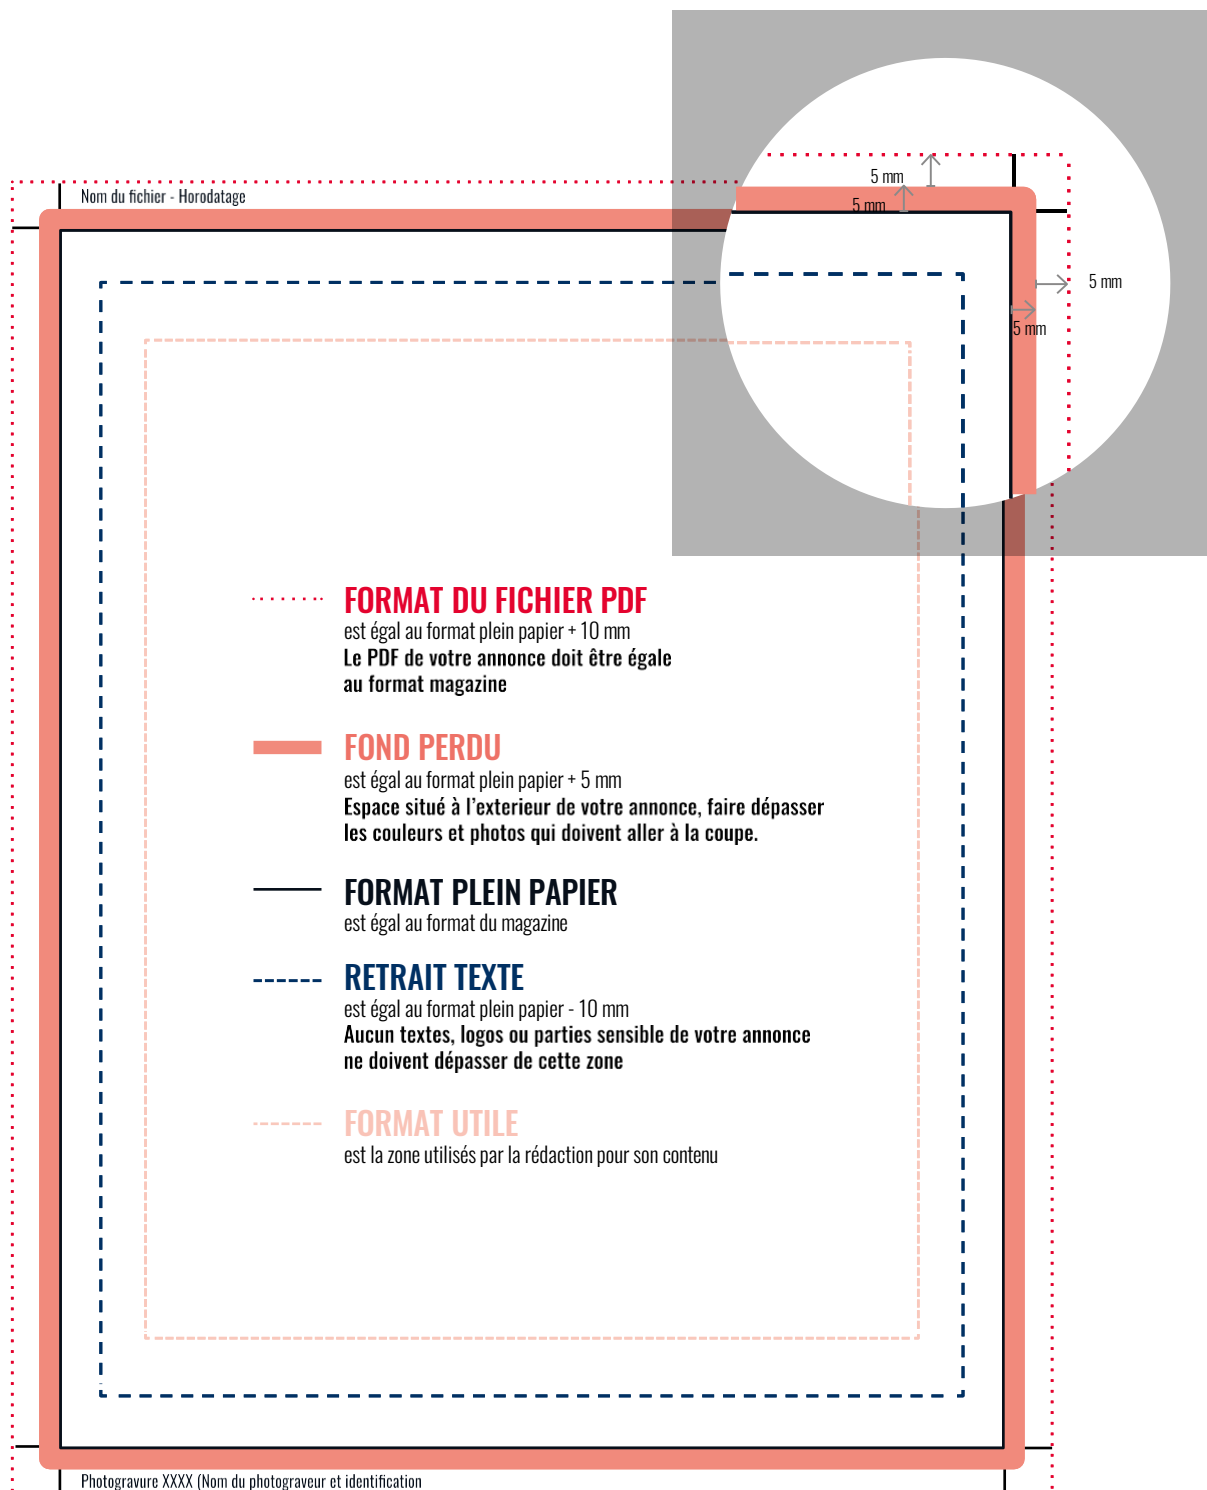 5 mm
Nom du fichier - Horodatage
5 mm
5 mm
5 mm
FORMAT DU FICHIER PDF
est égal au format plein papier + 10 mm
Le PDF de votre annonce doit être égale
au format magazine
FOND PERDU
est égal au format plein papier + 5 mm
Espace situé à l'exterieur de votre annonce, faire dépasser
les couleurs et photos qui doivent aller à la coupe.
FORMAT PLEIN PAPIER
est égal au format du magazine
RETRAIT TEXTE
est égal au format plein papier - 10 mm
Aucun textes, logos ou parties sensible de votre annonce
ne doivent dépasser de cette zone
FORMAT UTILE
est la zone utilisés par la rédaction pour son contenu
Photogravure XXXX (Nom du photograveur et identification